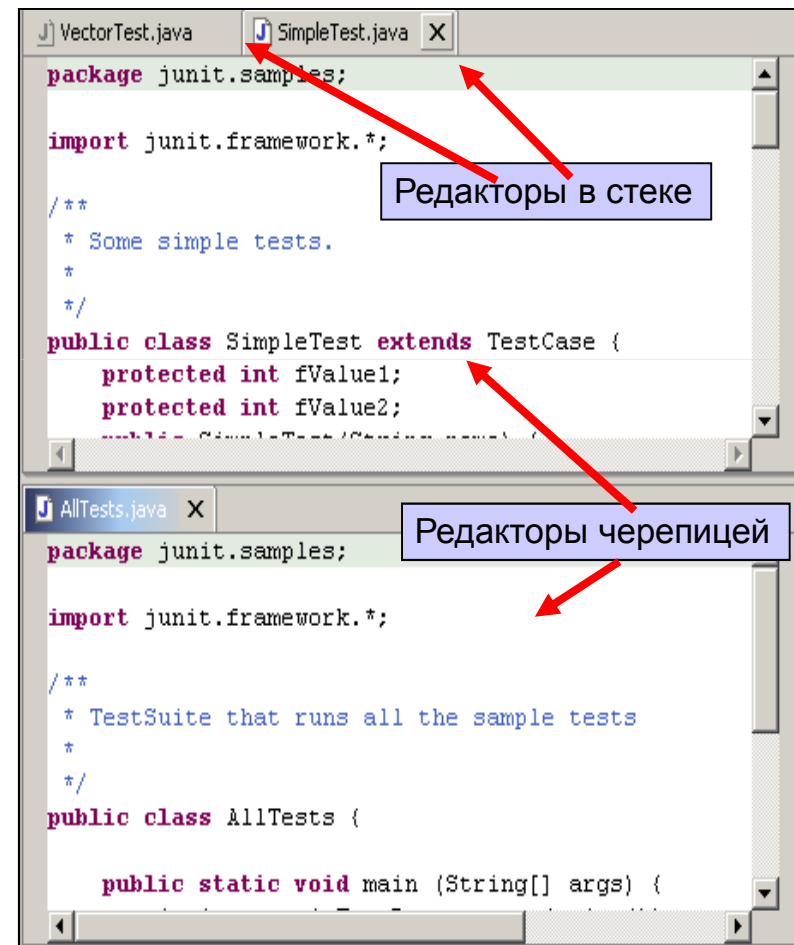 VectorTest.java SimpleTest.java
package junit.samples;
import junit.framework.*;
Редакторы в стеке
/**
* Some simple tests.
*
*/
public class SimpleTest extends TestCase {
protected int fValue1;
protected int fValue2;
AllTests.java
Редакторы черепицей
package junit.samples;
import junit.framework.*;
/**
* TestSuite that runs all the sample tests
*
*/
public class AllTests {
public static void main (String[] args) {